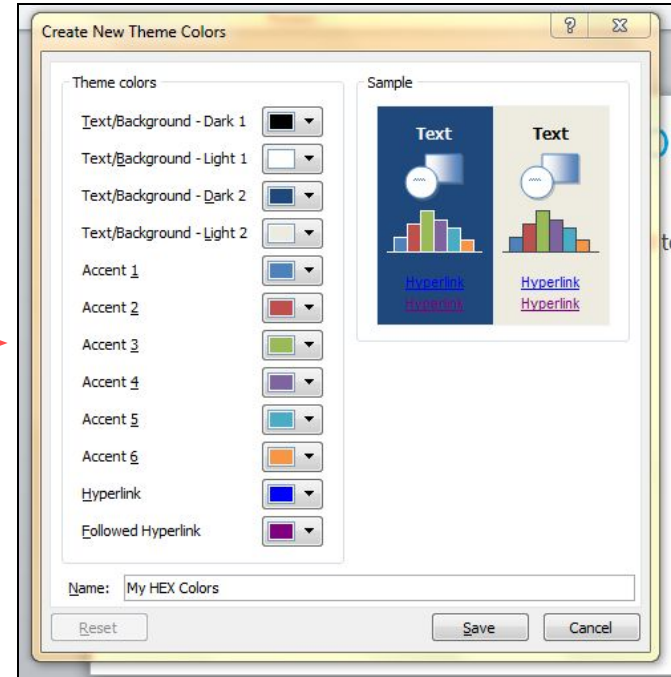 Create New Theme Colors
Theme colors
Text/Background - Dark 1
Text/Background - Light 1
Text/Background - Dark 2
Text/Background - Light 2
Accent 1
Accent 2
Accent 3
Accent 4
Accent 5
Accent 6
Hyperlink
Followed Hyperlink
Sample
Text Text
Hyperlink Hyperlink
Hyperlink Hyperlink
Name: My HEX Colors
Reset Save Cancel